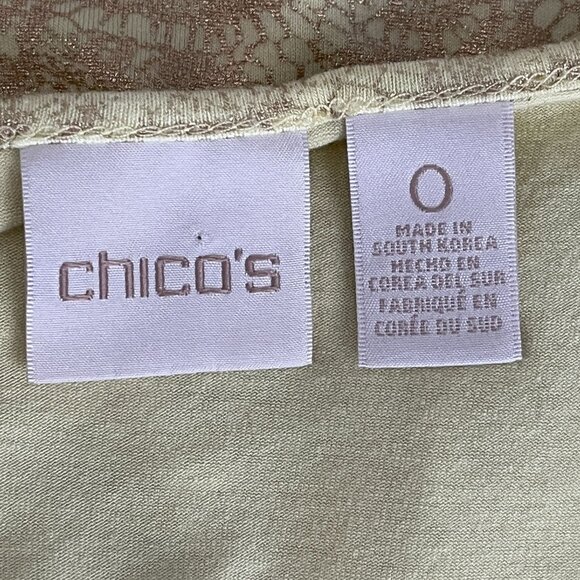 chico's
0
MADE IN
SOUTH KOREA
HECHO EN
COREA DEL SUR
FABRIQUÉ EN
CORÉE DU SUD